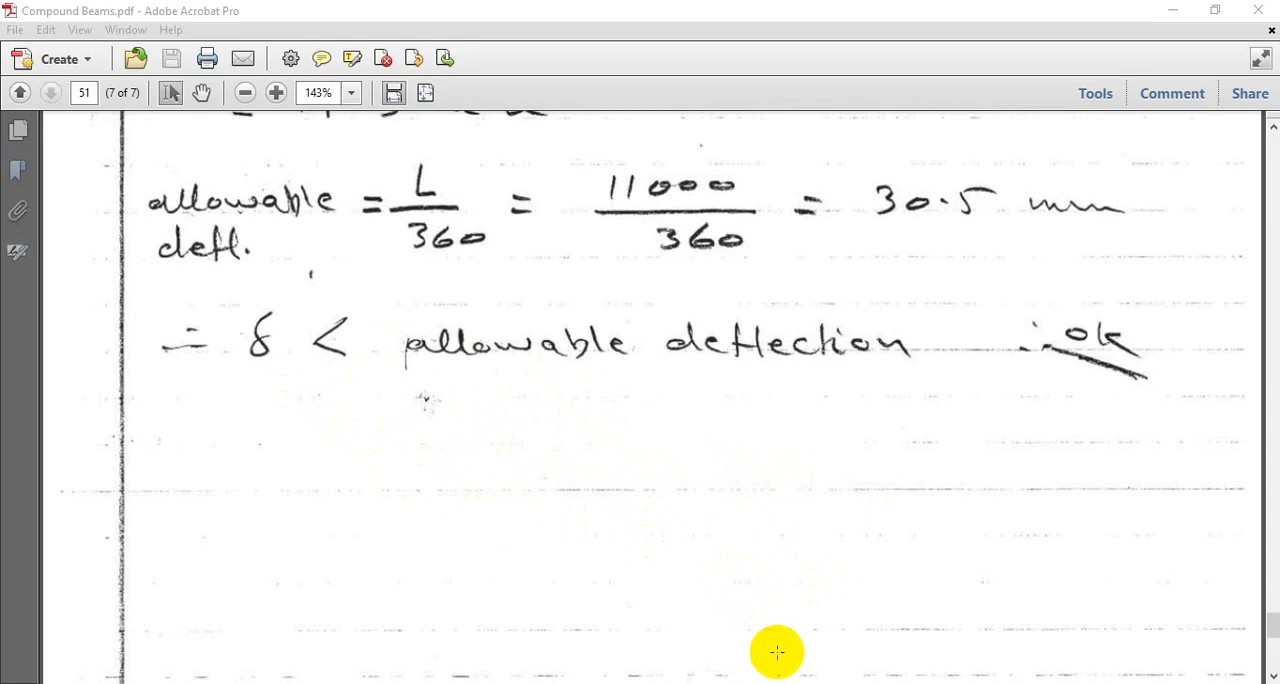 Compound Beams.pdf - Adobe Acrobat Pro
File Edit View Window Help
Create
51 (7 of 7) 143% Tools Comment Share
allowable defl. = L/360 = 11000/360 = 30.5 mm
∴ δ < allowable deflection ∴ ok